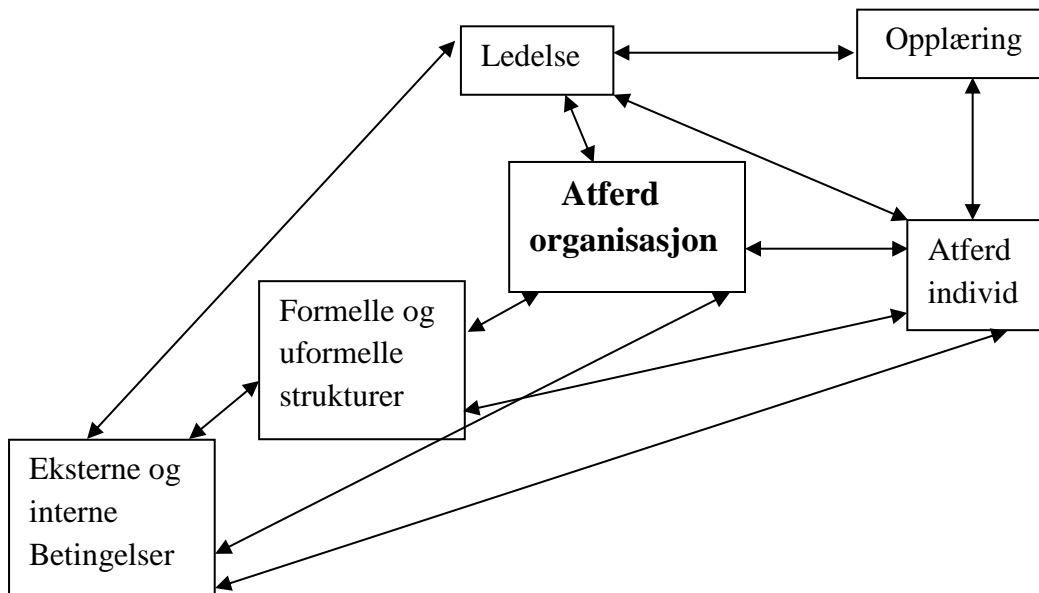 Ledelse
Opplæring
Atferd
organisasjon
Atferd
individ
Formelle og
uformelle
strukturer
Eksterne og
interne
Betingelser